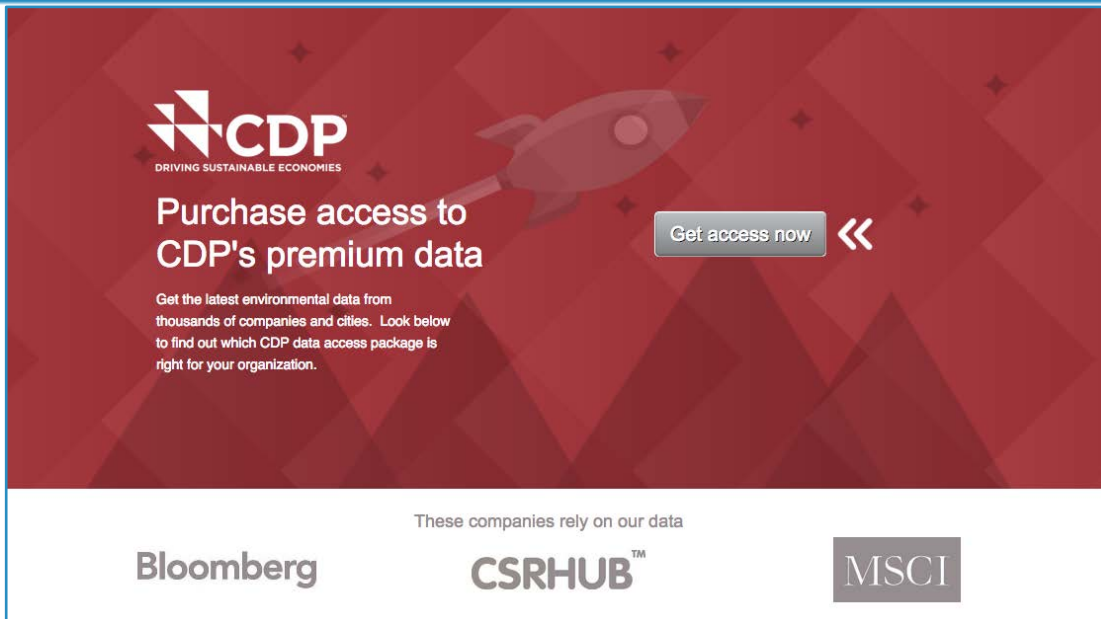 CDP
DRIVING SUSTAINABLE ECONOMIES
Purchase access to
CDP's premium data
Get the latest environmental data from
thousands of companies and cities. Look below
to find out which CDP data access package is
right for your organization.
Get access now
These companies rely on our data
Bloomberg
CSRHUB™
MSCI